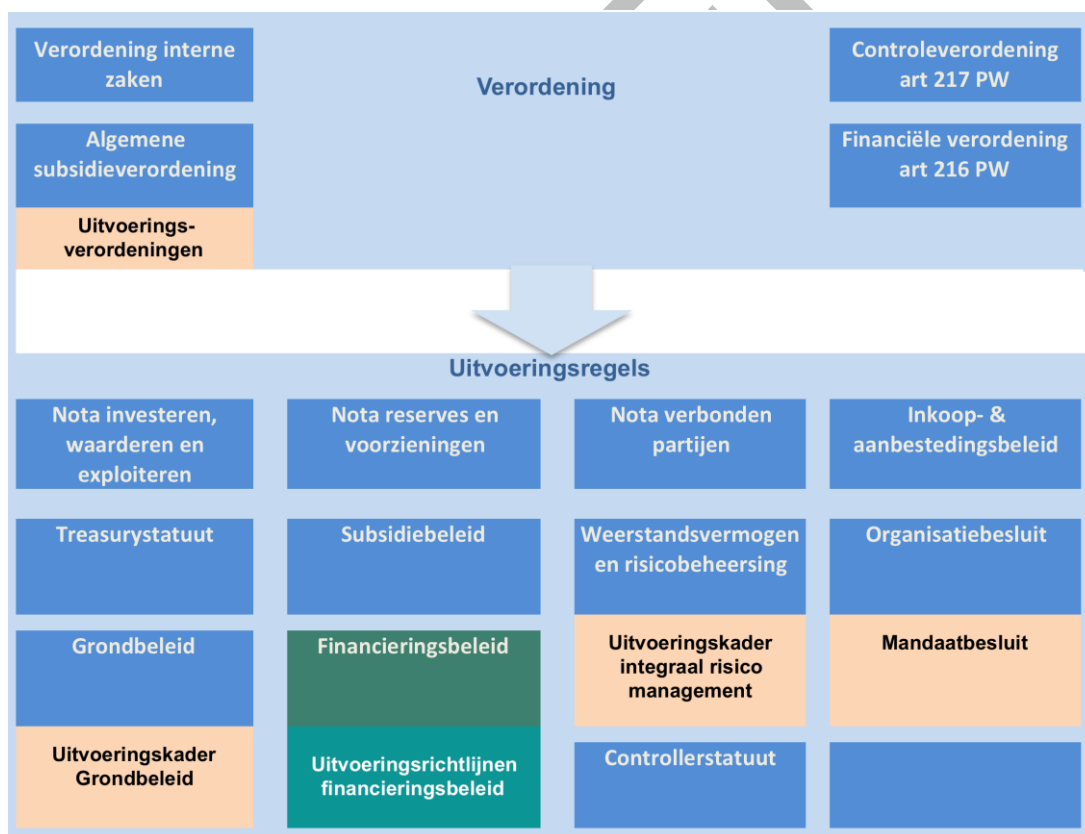 Verordening interne
zaken
Verordening
Controleverordening
art 217 PW
Algemene
subsidieverordening
Financiële verordening
art 216 PW
Uitvoerings-
verordeningen
Uitvoeringsregels
Nota investeren,
waarderen en
exploiteren
Nota reserves en
voorzieningen
Nota verbonden
partijen
Inkoop- &
aanbestedingsbeleid
Treasurystatuut
Subsidiebeleid
Weerstandsvermogen
en risicobeheersing
Organisatiebesluit
Grondbeleid
Financieringsbeleid
Uitvoeringskader
integraal risico
management
Mandaatbesluit
Uitvoeringskader
Grondbeleid
Uitvoeringsrichtlijnen
financieringsbeleid
Controllerstatuut